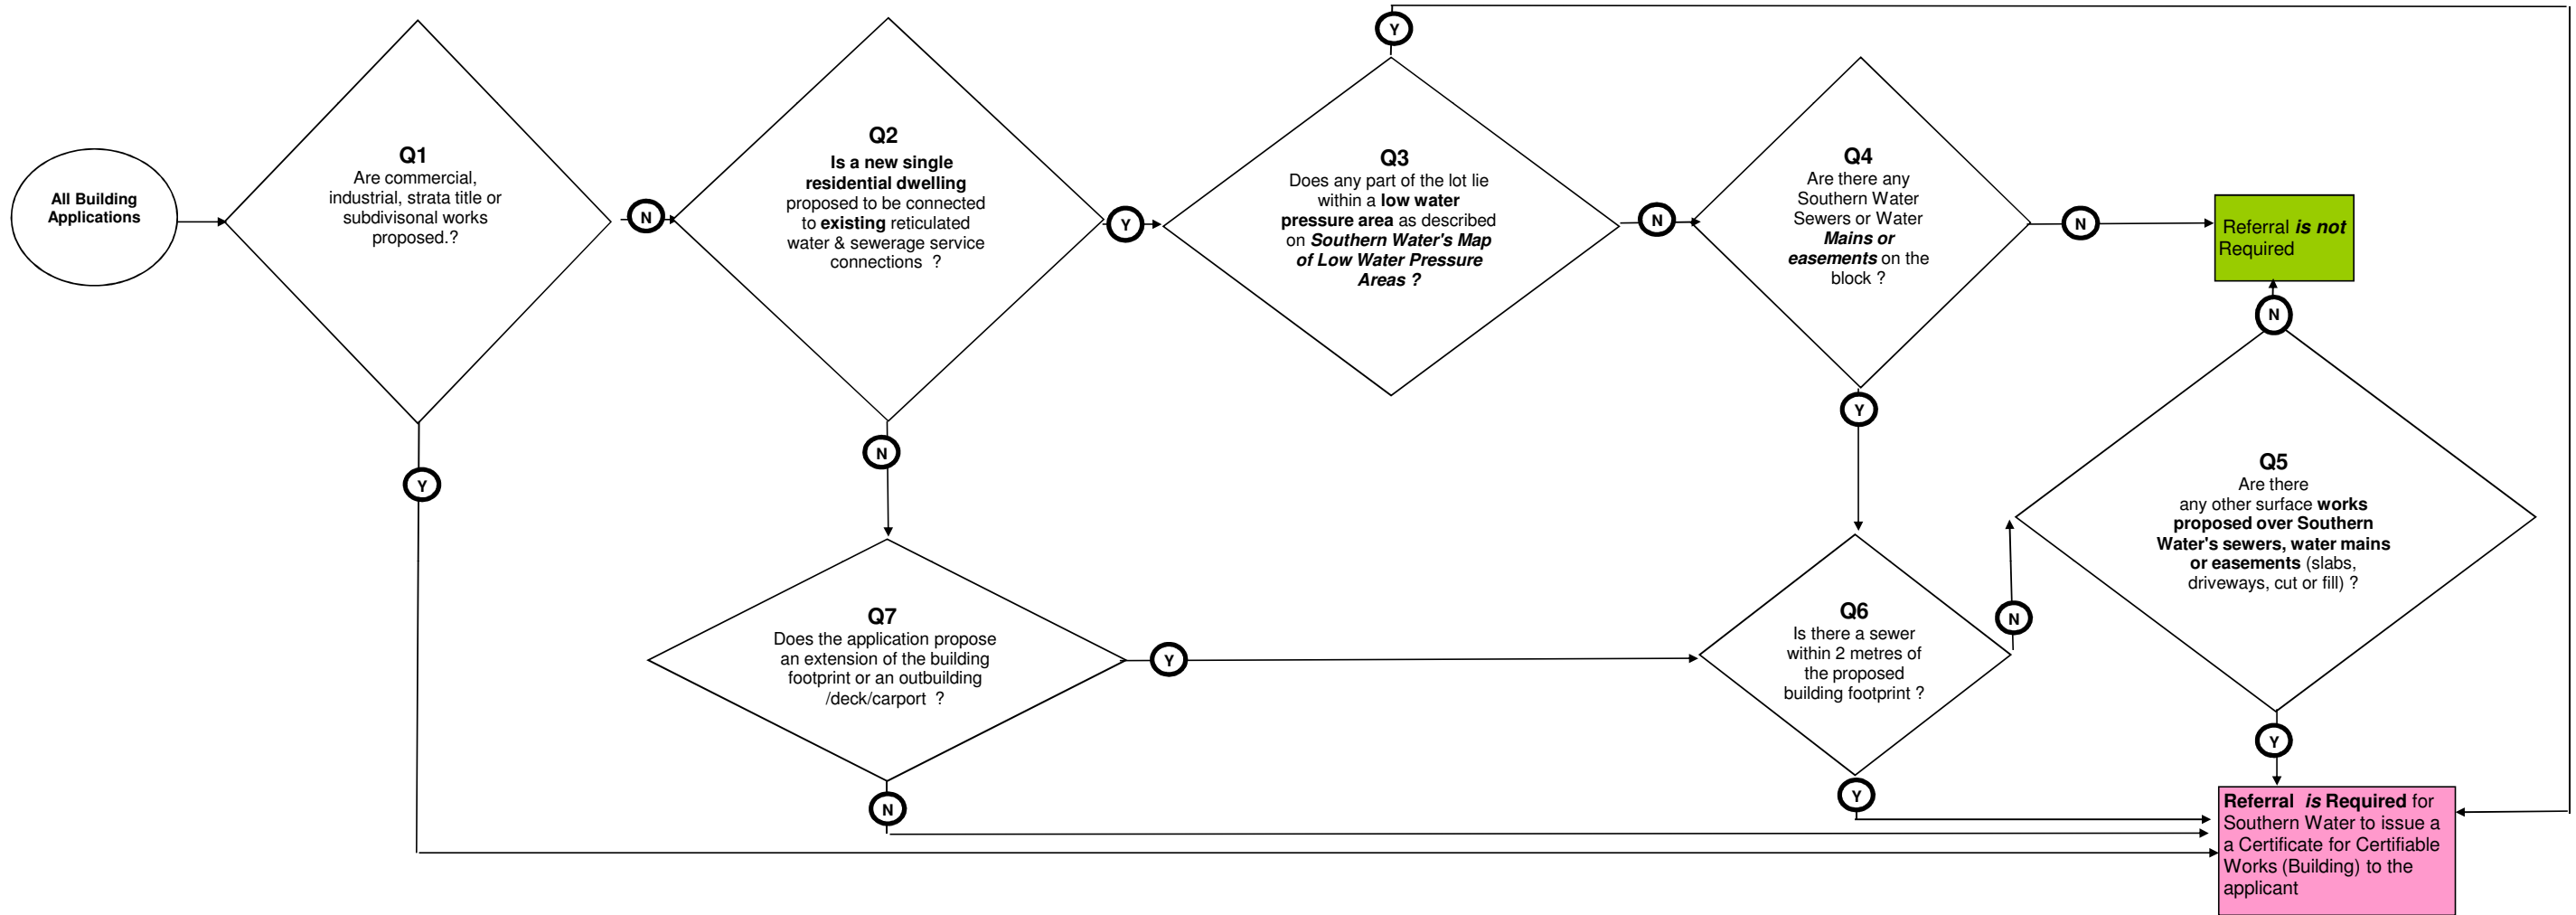 All Building
Applications
Q1
Are commercial,
industrial, strata title or
subdivisonal works
proposed.?
Y
N
Q2
Is a new single
residential dwelling
proposed to be connected
to existing reticulated
water & sewerage service
connections ?
Y
N
Q3
Does any part of the lot lie
within a low water
pressure area as described
on Southern Water's Map
of Low Water Pressure
Areas ?
Y
N
Q4
Are there any
Southern Water
Sewers or Water
Mains or
easements on the
block ?
N
Y
Referral is not
Required
N
Q5
Are there
any other surface works
proposed over Southern
Water's sewers, water mains
or easements (slabs,
driveways, cut or fill) ?
Y
Q7
Does the application propose
an extension of the building
footprint or an outbuilding
/deck/carport ?
Y
N
Q6
Is there a sewer
within 2 metres of
the proposed
building footprint ?
N
Y
Referral is Required for
Southern Water to issue a
a Certificate for Certifiable
Works (Building) to the
applicant